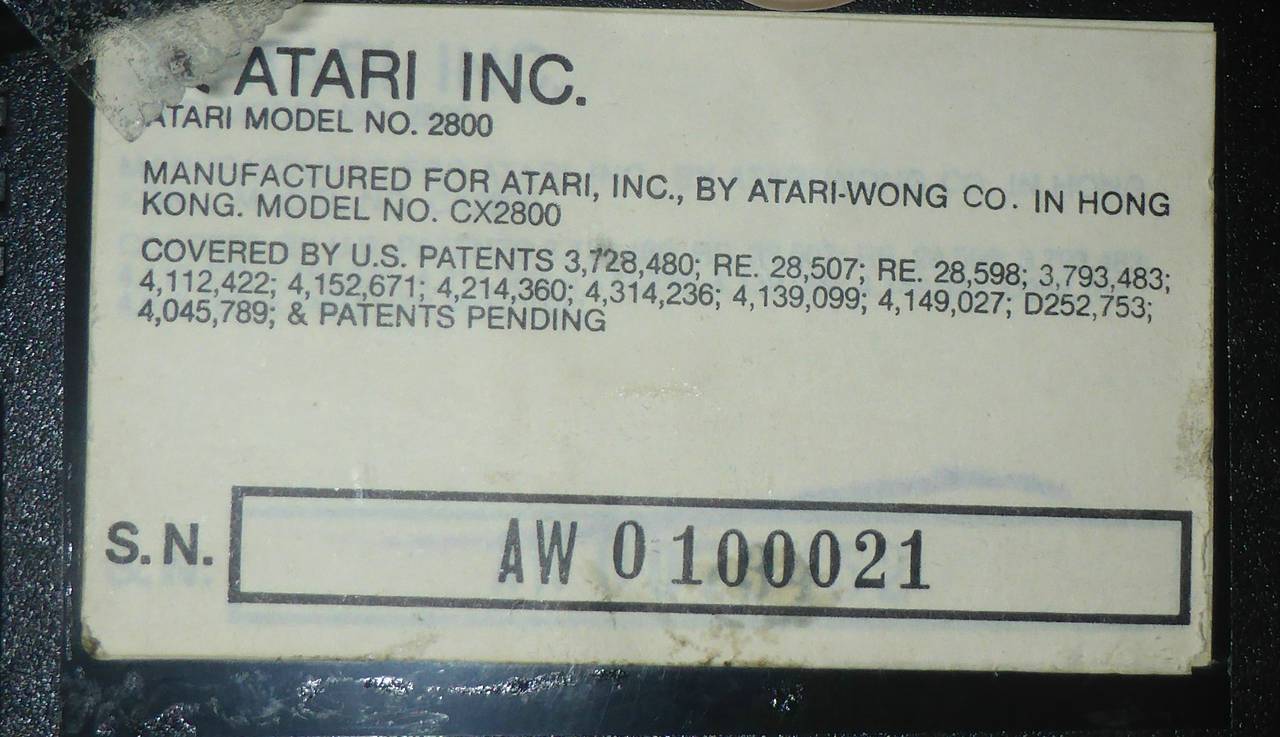 ATARI INC.
ATARI MODEL NO. 2800
MANUFACTURED FOR ATARI, INC., BY ATARI-WONG CO. IN HONG
KONG. MODEL NO. CX2800
COVERED BY U.S. PATENTS 3,728,480; RE. 28,507; RE. 28,598; 3,793,483;
4,112,422; 4,152,671; 4,214,360; 4,314,236; 4,139,099; 4,149,027; D252,753;
4,045,789; & PATENTS PENDING
S.N. AW 0100021